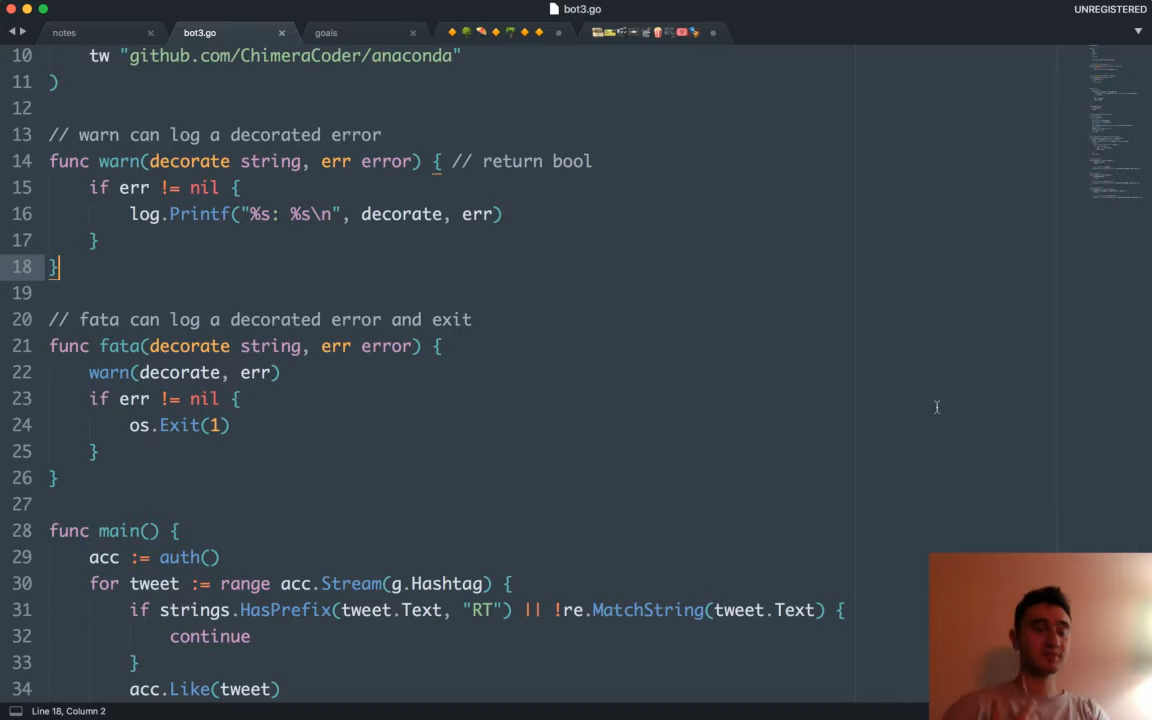 bot3.go
UNREGISTERED
notes
bot3.go
goals
10 tw "github.com/ChimeraCoder/anaconda"
11 )
12
13 // warn can log a decorated error
14 func warn(decorate string, err error) { // return bool
15 if err != nil {
16 log.Printf("%s: %s\n", decorate, err)
17 }
18 }
19
20 // fata can log a decorated error and exit
21 func fata(decorate string, err error) {
22 warn(decorate, err)
23 if err != nil {
24 os.Exit(1)
25 }
26 }
27
28 func main() {
29 acc := auth()
30 for tweet := range acc.Stream(g.Hashtag) {
31 if strings.HasPrefix(tweet.Text, "RT") || !re.MatchString(tweet.Text) {
32 continue
33 }
34 acc.Like(tweet)
Line 18, Column 2